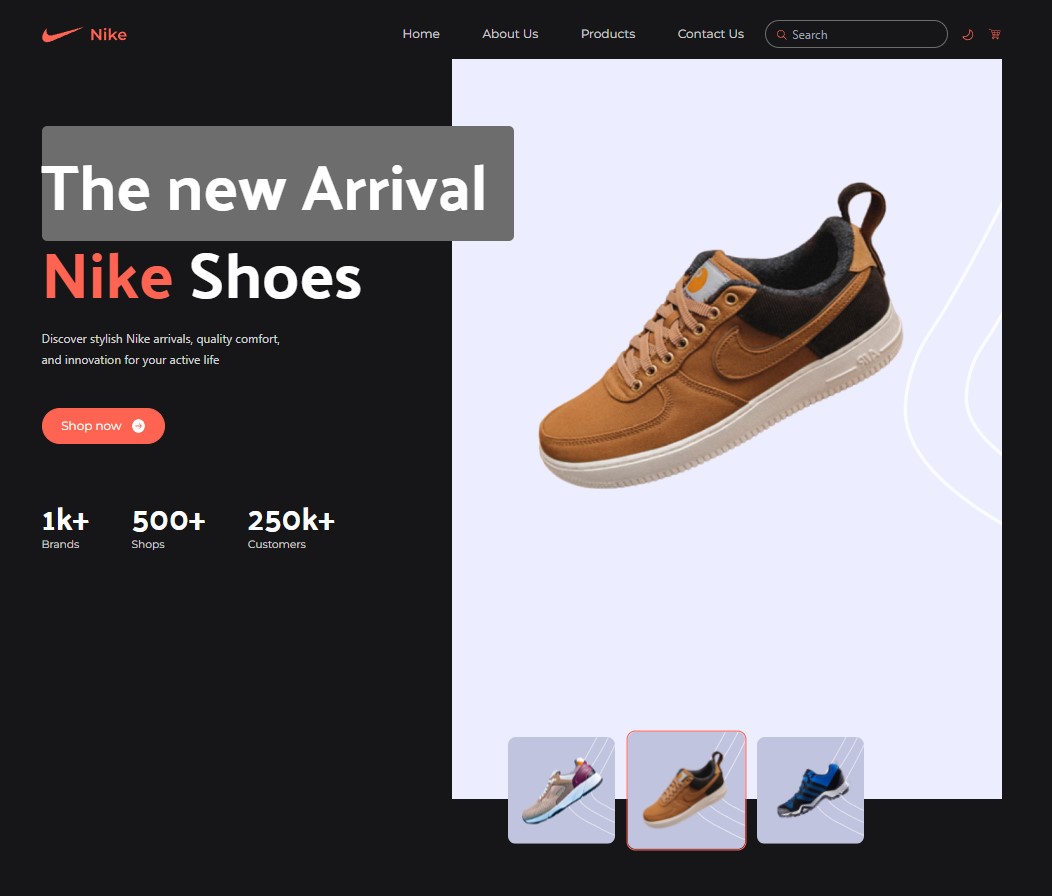 Nike
Home
About Us
Products
Contact Us
Search
The new Arrival
Nike Shoes
Discover stylish Nike arrivals, quality comfort,
and innovation for your active life
Shop now
1k+
Brands
500+
Shops
250k+
Customers
AIR